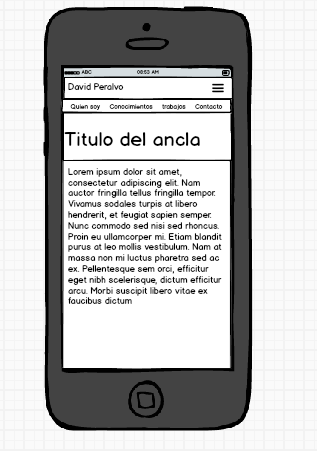 ABC 08:53 AM
David Peralvo
Quien soy Conocimientos trabajos Contacto
Titulo del ancla
Lorem ipsum dolor sit amet,
consectetur adipiscing elit. Nam
auctor fringilla tellus fringilla tempor.
Vivamus sodales turpis at libero
hendrerit, et feugiat sapien semper.
Nunc commodo sed nisi sed rhoncus.
Proin eu ullamcorper mi. Etiam blandit
purus at leo mollis vestibulum. Nam at
massa non mi luctus pharetra sed ac
ex. Pellentesque sem orci, efficitur
eget nibh scelerisque, dictum efficitur
arcu. Morbi suscipit libero vitae ex
faucibus dictum